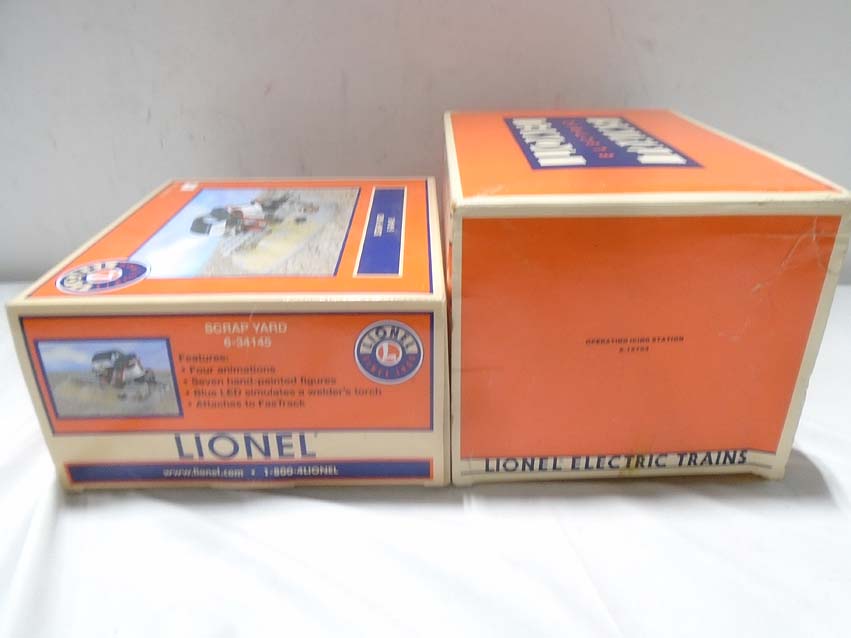 LIONEL
SCRAP YARD
6-34145
LIONEL
Features:
• Four animations
• Seven hand-painted figures
• Blue LED simulates a welder's torch
• Attaches to FasTrack
LIONEL
www.lionel.com • 1-800-4LIONEL
OPERATING ICING STATION
LIONEL ELECTRIC TRAINS